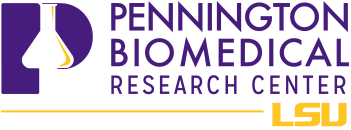 PENNINGTON
BIOMEDICAL
RESEARCH CENTER
LSU